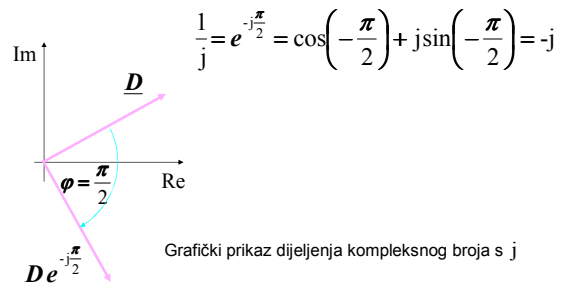 1/j = e^(-jπ/2) = cos(-π/2) + jsin(-π/2) = -j
Im
D
φ = π/2
Re
De^(-jπ/2)
Grafički prikaz dijeljenja kompleksnog broja s j